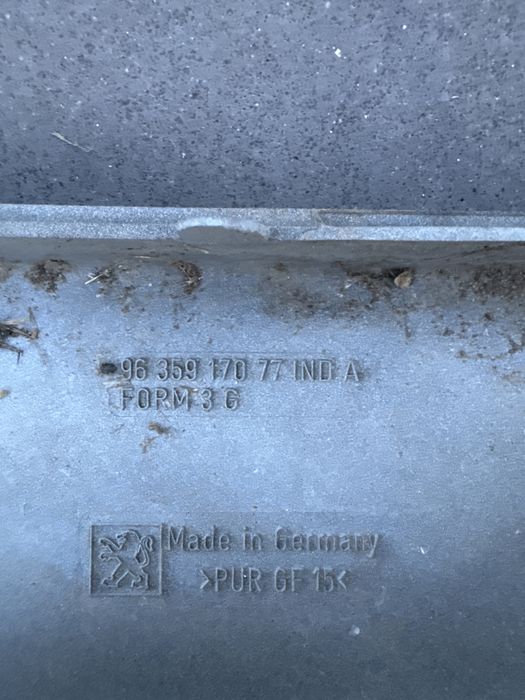 96 359 170 77 IND A
FORM 3 G
Made in Germany
>PUR GF 15<